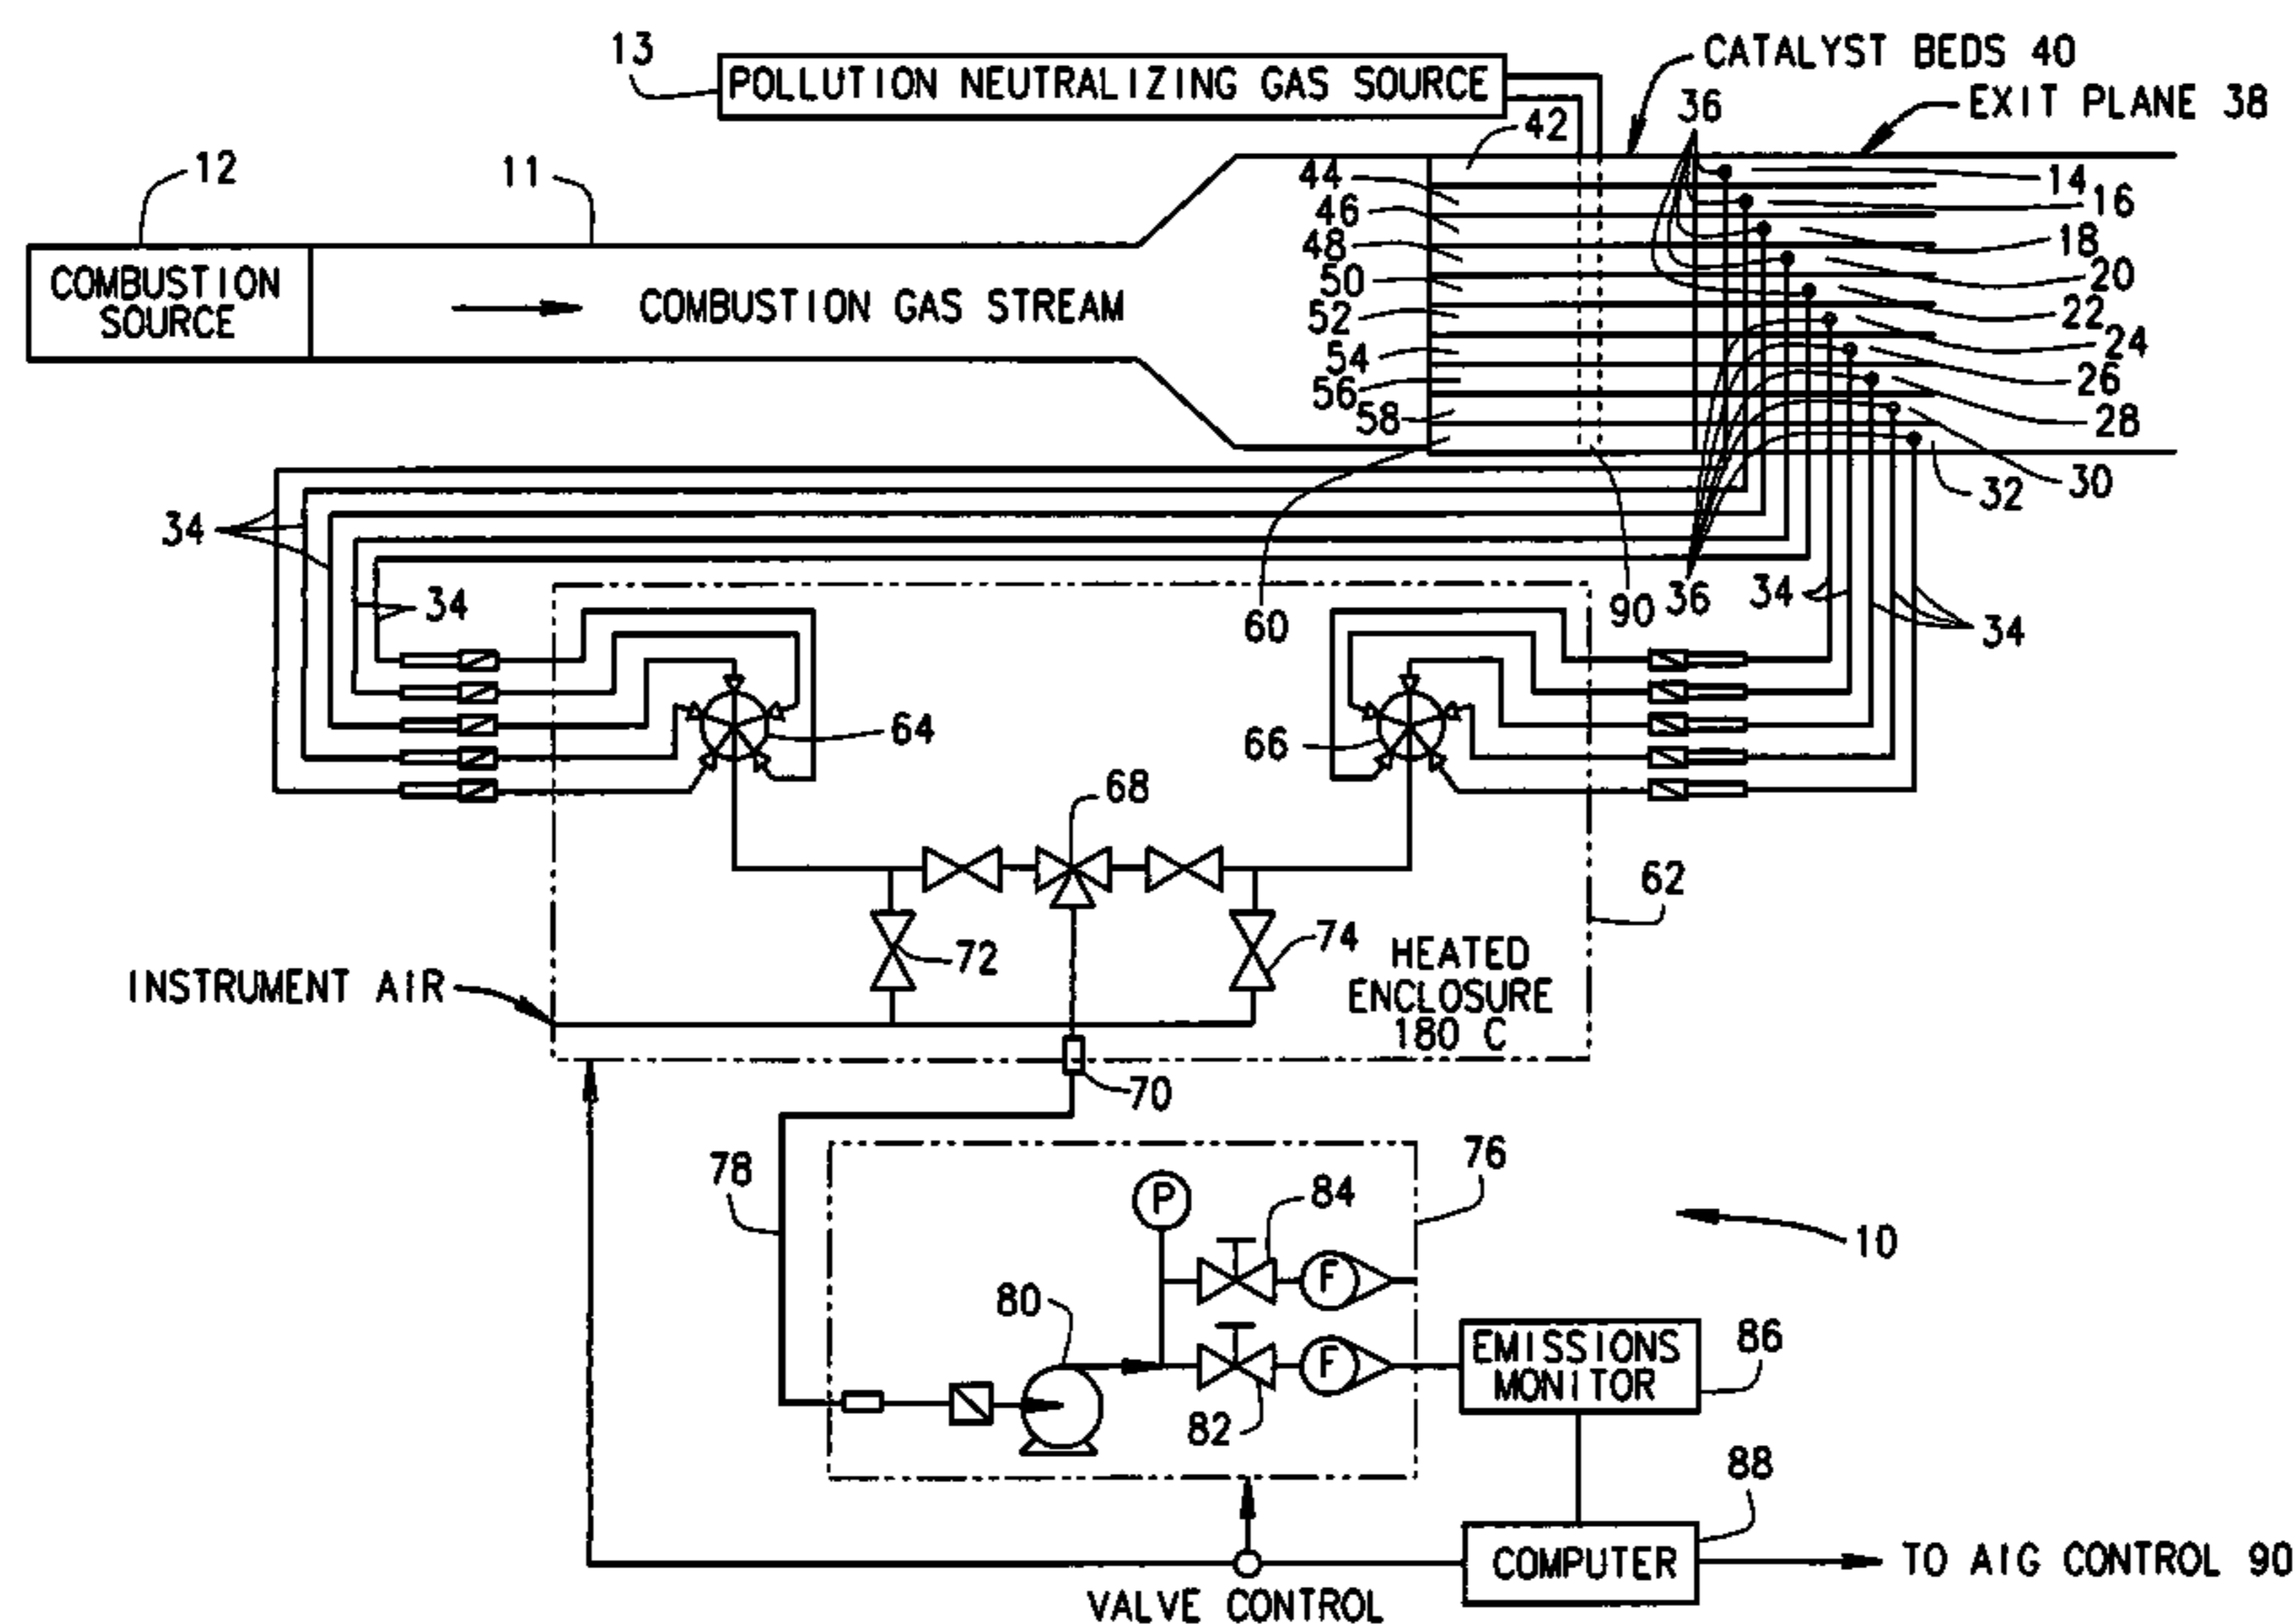 13
POLLUTION NEUTRALIZING GAS SOURCE
CATALYST BEDS 40
EXIT PLANE 38
36
42
12
11
44
14
46
16
48
18
50
20
52
22
54
24
56
26
58
28
30
32
COMBUSTION
SOURCE
COMBUSTION GAS STREAM
34
34
60
90
36
34
34
64
66
68
62
72
74
INSTRUMENT AIR
HEATED
ENCLOSURE
180 C
70
78
76
P
84
F
10
80
F
82
EMISSIONS
MONITOR
86
88
COMPUTER
TO AIG CONTROL 90
VALVE CONTROL